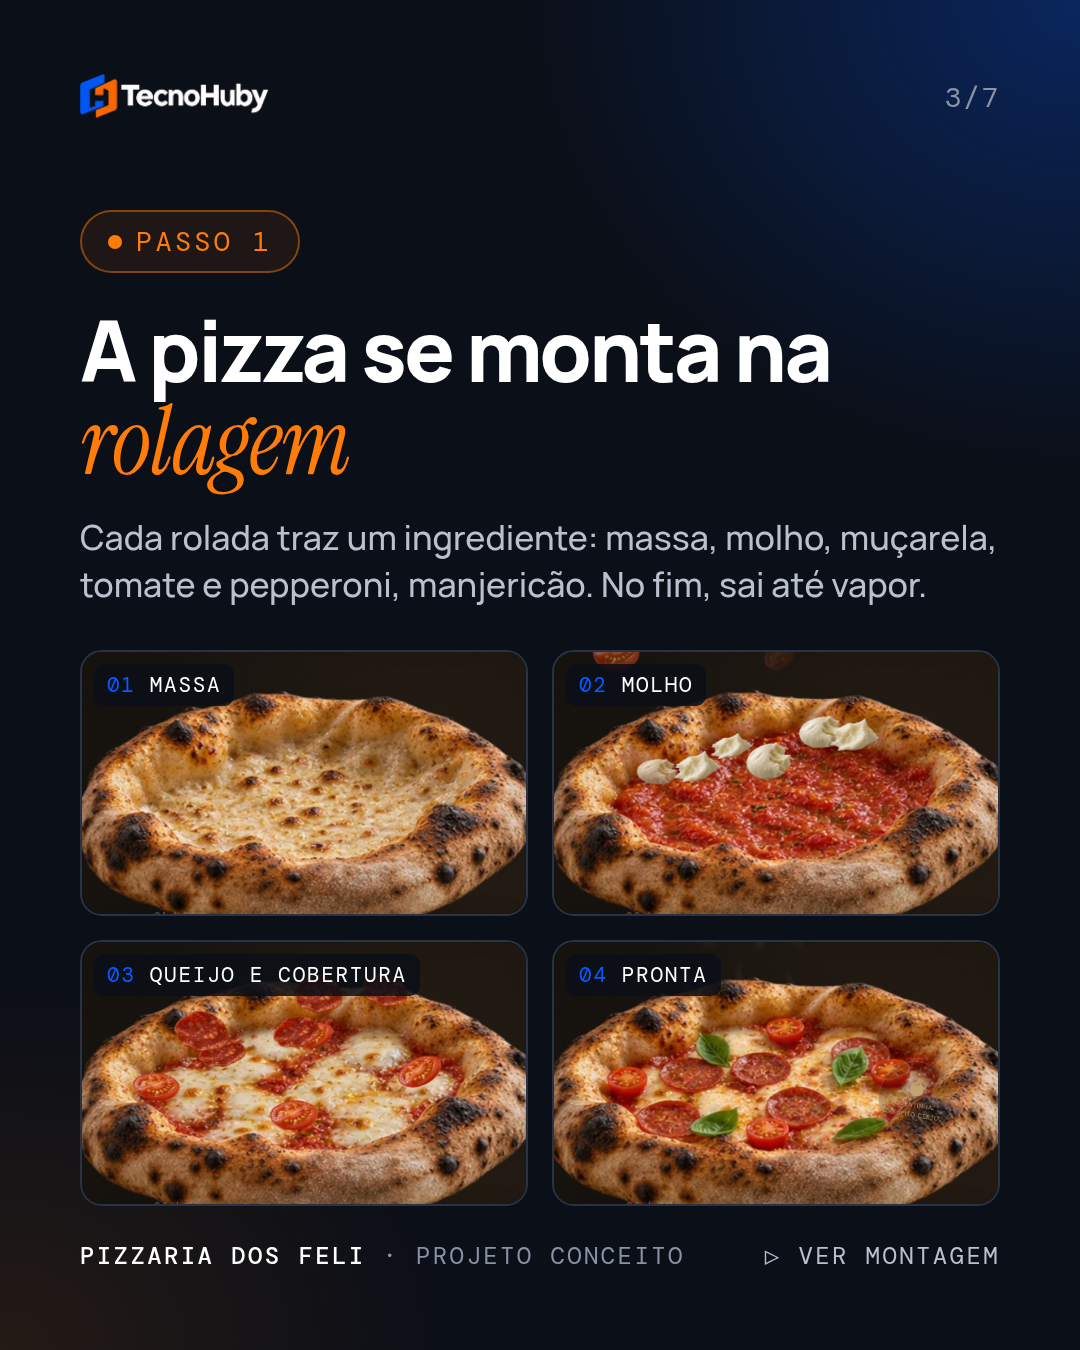 TecnoHuby
3/7
PASSO 1
A pizza se monta na
rolagem
Cada rolada traz um ingrediente: massa, molho, muçarela,
tomate e pepperoni, manjericão. No fim, sai até vapor.
01 MASSA
02 MOLHO
03 QUEIJO E COBERTURA
04 PRONTA
PIZZARIA DOS FELI · PROJETO CONCEITO
▷ VER MONTAGEM